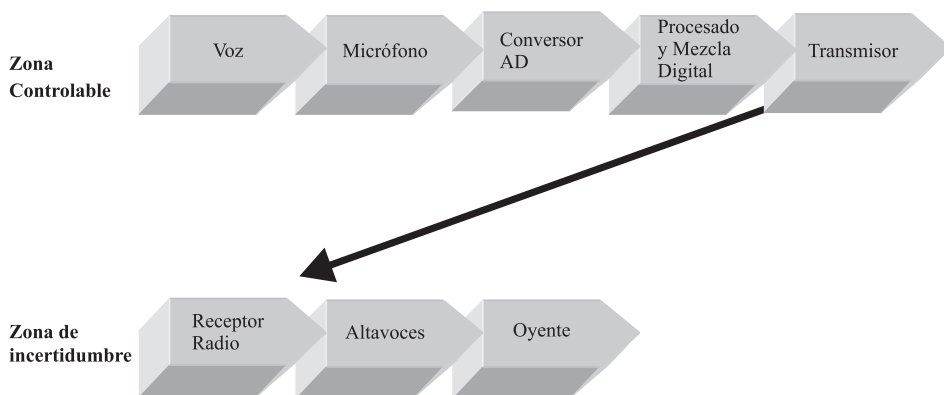 Zona
Controlable
Voz
Micrófono
Conversor
AD
Procesado
y Mezcla
Digital
Transmisor
Zona de
incertidumbre
Receptor
Radio
Altavoces
Oyente